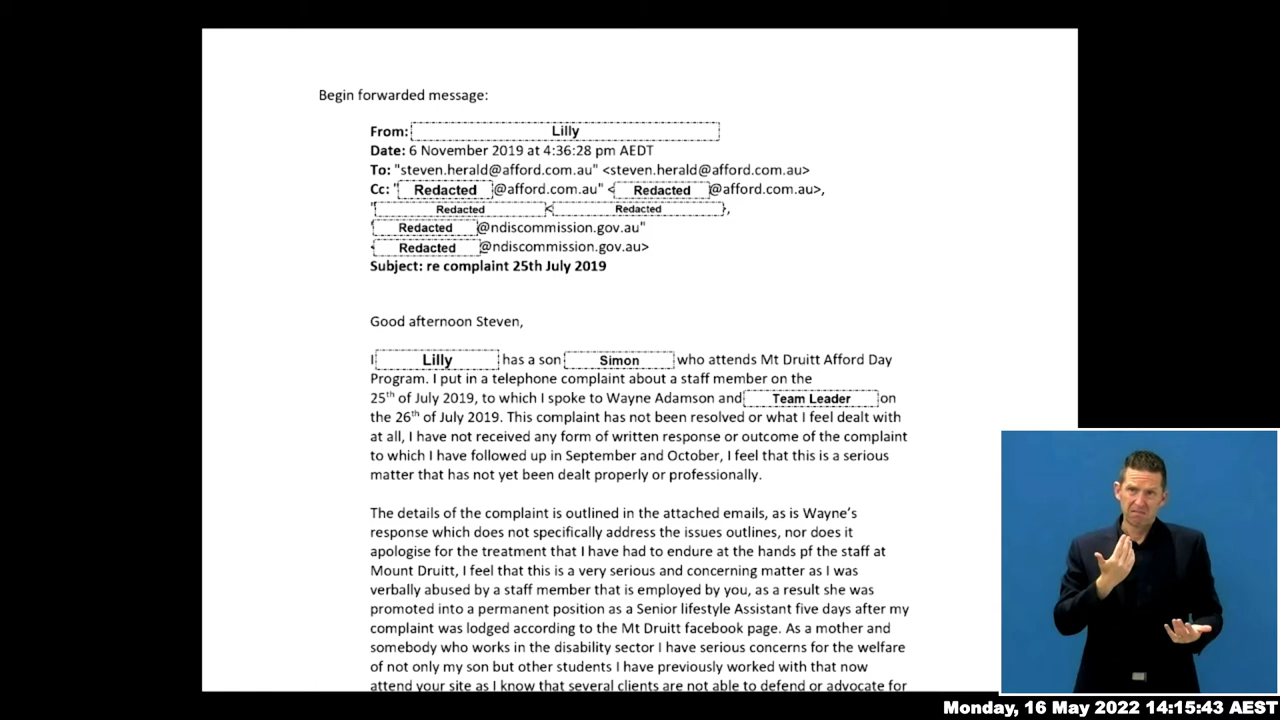 Begin forwarded message:
From: Lilly
Date: 6 November 2019 at 4:36:28 pm AEDT
To: "steven.herald@afford.com.au" <steven.herald@afford.com.au>
Cc: " Redacted @afford.com.au" < Redacted @afford.com.au>,
" Redacted < Redacted >,
" Redacted @ndiscommission.gov.au"
< Redacted @ndiscommission.gov.au>
Subject: re complaint 25th July 2019
Good afternoon Steven,
I Lilly has a son Simon who attends Mt Druitt Afford Day
Program. I put in a telephone complaint about a staff member on the
25th of July 2019, to which I spoke to Wayne Adamson and Team Leader on
the 26th of July 2019. This complaint has not been resolved or what I feel dealt with
at all, I have not received any form of written response or outcome of the complaint
to which I have followed up in September and October, I feel that this is a serious
matter that has not yet been dealt properly or professionally.
The details of the complaint is outlined in the attached emails, as is Wayne's
response which does not specifically address the issues outlines, nor does it
apologise for the treatment that I have had to endure at the hands pf the staff at
Mount Druitt, I feel that this is a very serious and concerning matter as I was
verbally abused by a staff member that is employed by you, as a result she was
promoted into a permanent position as a Senior lifestyle Assistant five days after my
complaint was lodged according to the Mt Druitt facebook page. As a mother and
somebody who works in the disability sector I have serious concerns for the welfare
of not only my son but other students I have previously worked with that now
attend your site as I know that several clients are not able to defend or advocate for
Monday, 16 May 2022 14:15:43 AEST